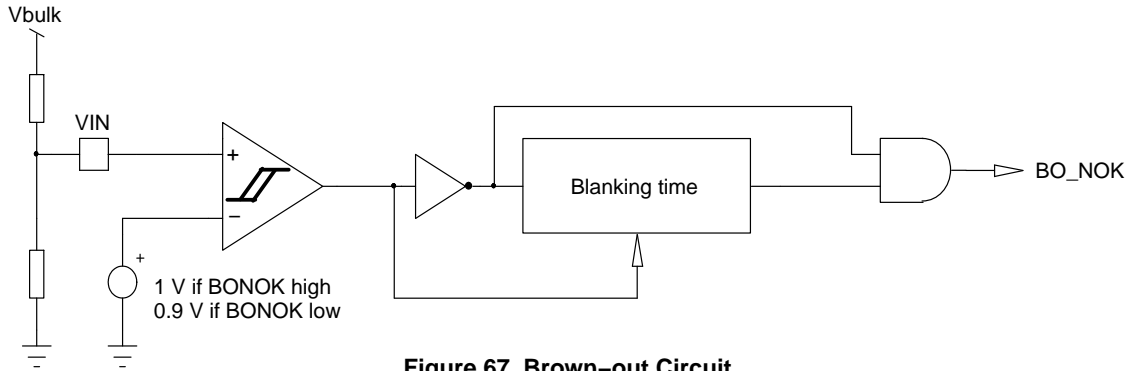 Vbulk
VIN
+
−
+
1 V if BONOK high
0.9 V if BONOK low
Blanking time
BO_NOK
Figure 67. Brown−out Circuit